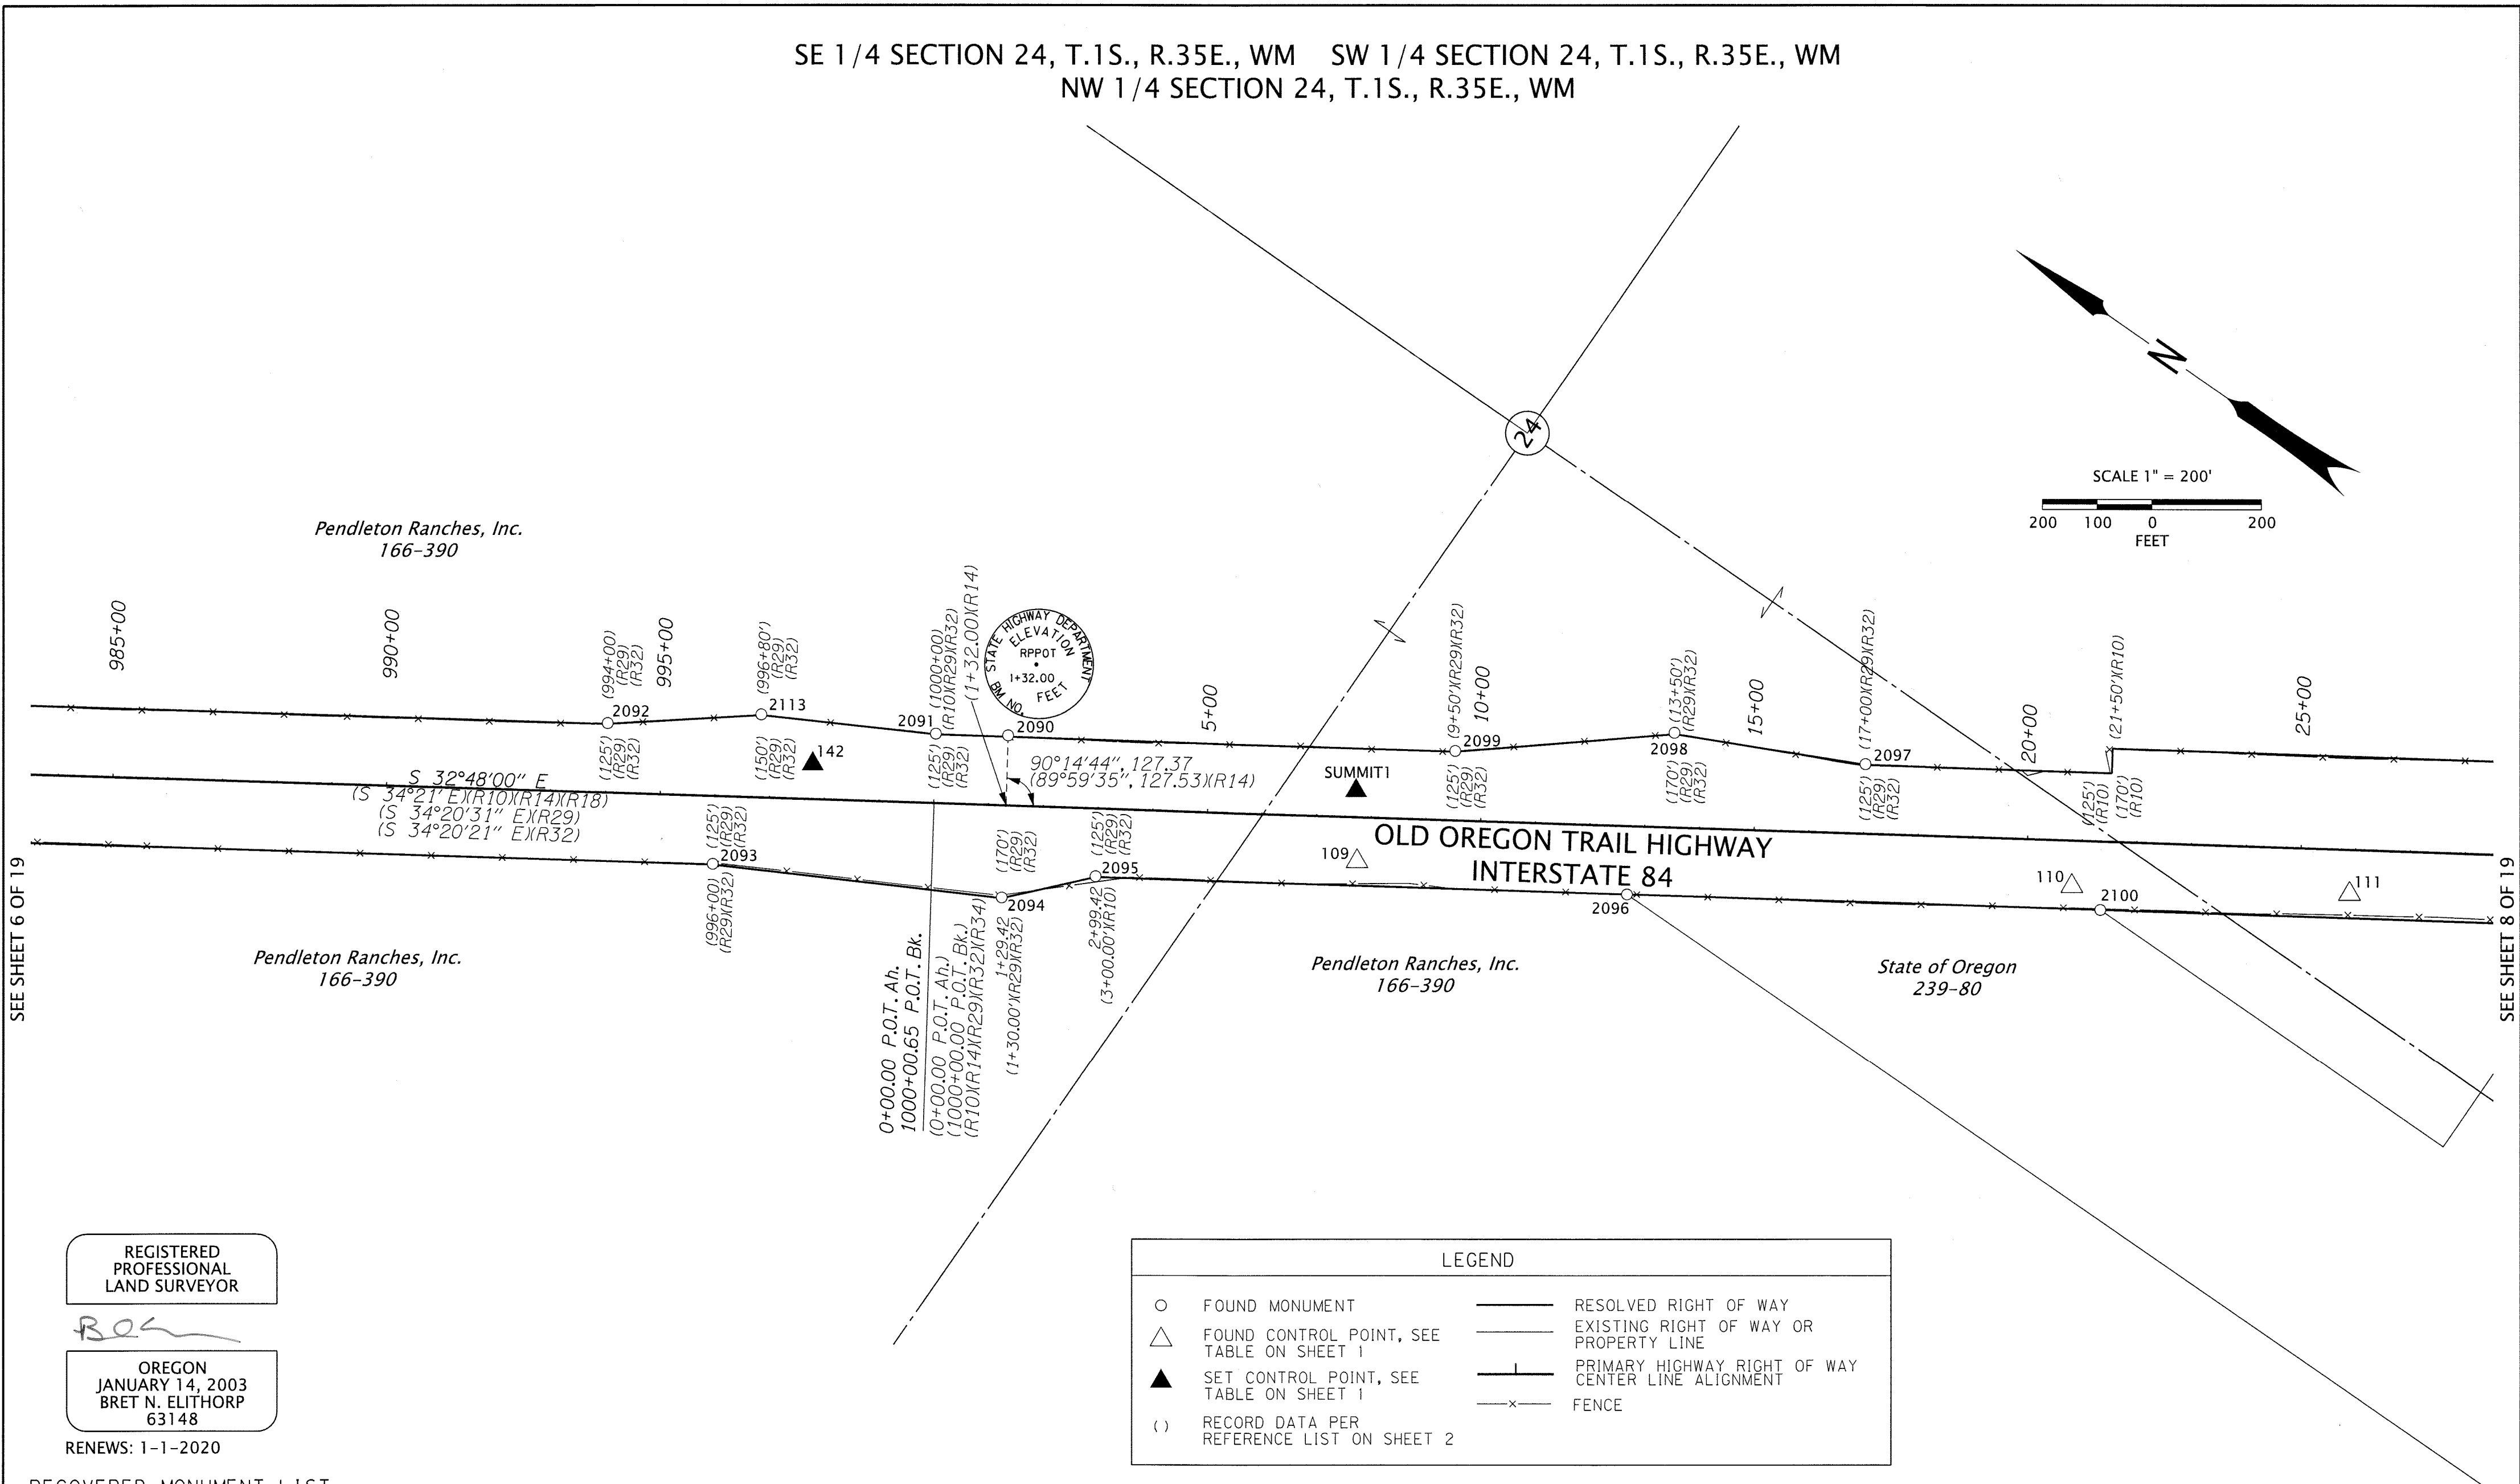 SE 1/4 SECTION 24, T.1S., R.35E., WM SW 1/4 SECTION 24, T.1S., R.35E., WM
NW 1/4 SECTION 24, T.1S., R.35E., WM
24
N
SCALE 1" = 200'
200 100 0 200
FEET
Pendleton Ranches, Inc.
166-390
985+00
990+00
(994+00)
(R29)
(R32)
995+00
(996+80')
(R29)
(R32)
(1000+00)
(R10)(R29)(R32)
(1+32.00)(R14)
STATE HIGHWAY DEPARTMENT
ELEVATION
RPPOT
1+32.00
FEET
BM NO.
5+00
(9+50')(R29)(R32)
10+00
(13+50')
(R29)(R32)
15+00
(17+00)(R29)(R32)
20+00
(21+50')(R10)
25+00
2092
2113
2091
2090
2099
2098
2097
(125')
(R29)
(R32)
(150')
(R29)
(R32)
142
(125')
(R29)
(R32)
90°14'44", 127.37
(89°59'35", 127.53)(R14)
SUMMIT1
(125')
(R29)
(R32)
(170')
(R29)
(R32)
(125')
(R29)
(R32)
(125')
(R10)
(170')
(R10)
S 32°48'00" E
(S 34°21' E)(R10)(R14)(R18)
(S 34°20'31" E)(R29)
(S 34°20'21" E)(R32)
(125')
(R29)
(R32)
2093
(996+00)
(R29)(R32)
(170')
(R29)
(R32)
(125')
(R29)
(R32)
2095
2094
OLD OREGON TRAIL HIGHWAY
INTERSTATE 84
109
2096
110
2100
111
SEE SHEET 6 OF 19
SEE SHEET 8 OF 19
Pendleton Ranches, Inc.
166-390
0+00.00 P.O.T. Ah.
1000+00.65 P.O.T. Bk.
(0+00.00 P.O.T. Ah.)
(1000+00.00 P.O.T. Bk.)
(R10)(R14)(R29)(R32)(R34)
1+29.42
(1+30.00')(R29)(R32)
2+99.42
(3+00.00')(R10)
Pendleton Ranches, Inc.
166-390
State of Oregon
239-80
REGISTERED
PROFESSIONAL
LAND SURVEYOR
OREGON
JANUARY 14, 2003
BRET N. ELITHORP
63148
RENEWS: 1-1-2020
LEGEND
FOUND MONUMENT
FOUND CONTROL POINT, SEE
TABLE ON SHEET 1
SET CONTROL POINT, SEE
TABLE ON SHEET 1
( ) RECORD DATA PER
REFERENCE LIST ON SHEET 2
RESOLVED RIGHT OF WAY
EXISTING RIGHT OF WAY OR
PROPERTY LINE
PRIMARY HIGHWAY RIGHT OF WAY
CENTER LINE ALIGNMENT
FENCE
RECOVERED MONUMENT LIST